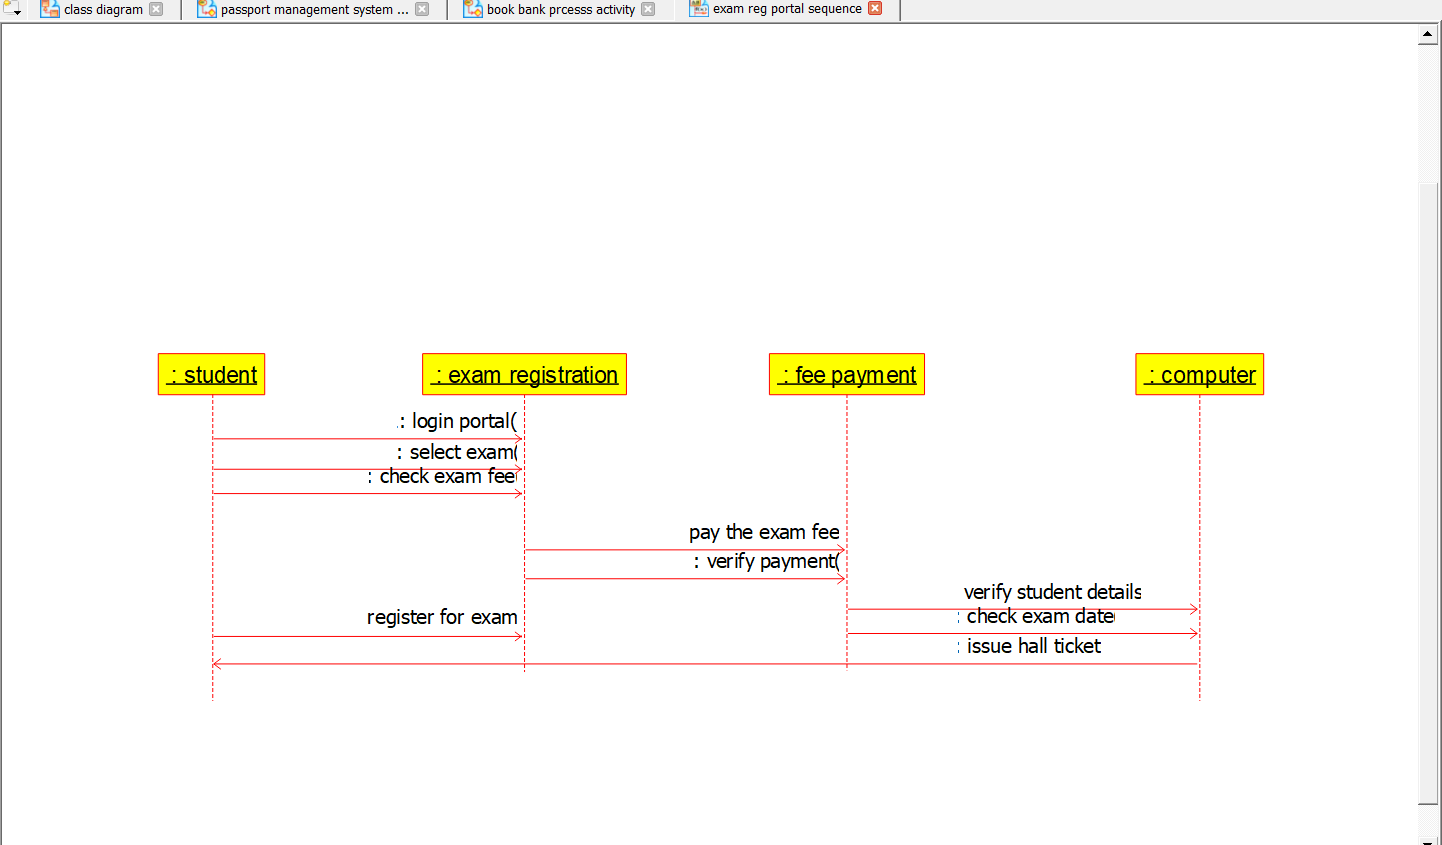 class diagram
passport management system ...
book bank prcesss activity
exam reg portal sequence
: student
: exam registration
: fee payment
: computer
: login portal(
: select exam(
: check exam fee(
pay the exam fee
: verify payment(
verify student details
register for exam
: check exam date(
: issue hall ticket